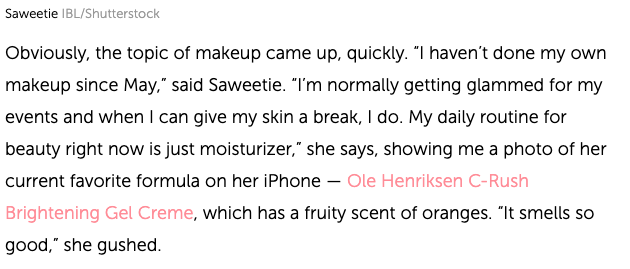 Saweetie IBL/Shutterstock
Obviously, the topic of makeup came up, quickly. “I haven’t done my own
makeup since May,” said Saweetie. “I’m normally getting glammed for my
events and when I can give my skin a break, I do. My daily routine for
beauty right now is just moisturizer,” she says, showing me a photo of her
current favorite formula on her iPhone — Ole Henriksen C-Rush
Brightening Gel Creme, which has a fruity scent of oranges. “It smells so
good,” she gushed.